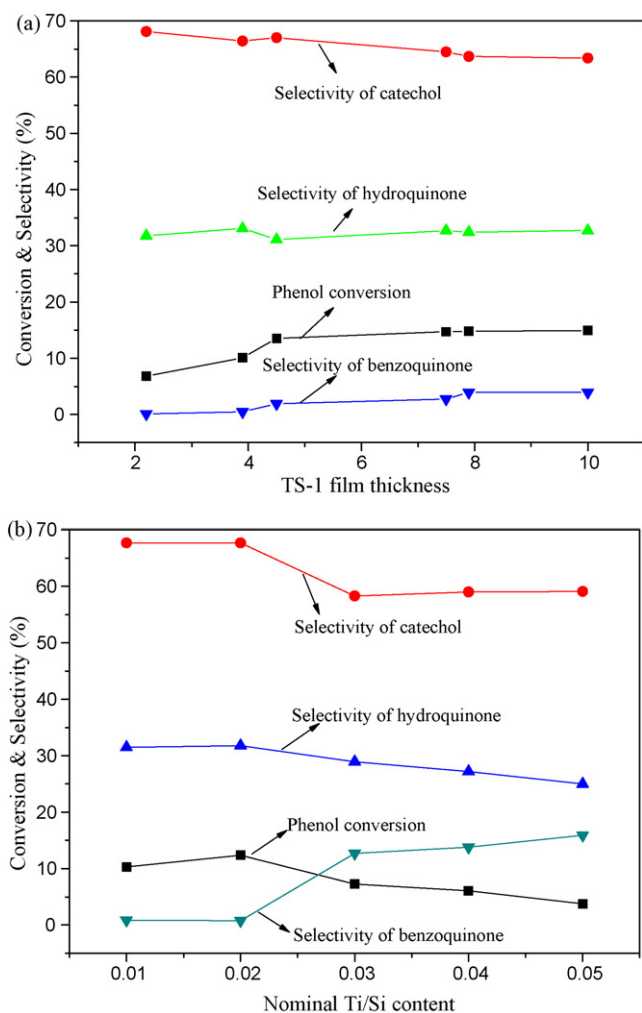 (a)
70
60
50
40
30
20
10
0
Conversion & Selectivity (%)
Selectivity of catechol
Selectivity of hydroquinone
Phenol conversion
Selectivity of benzoquinone
2 4 6 8 10
TS-1 film thickness
(b)
70
60
50
40
30
20
10
0
Conversion & Selectivity (%)
Selectivity of catechol
Selectivity of hydroquinone
Phenol conversion
Selectivity of benzoquinone
0.01 0.02 0.03 0.04 0.05
Nominal Ti/Si content